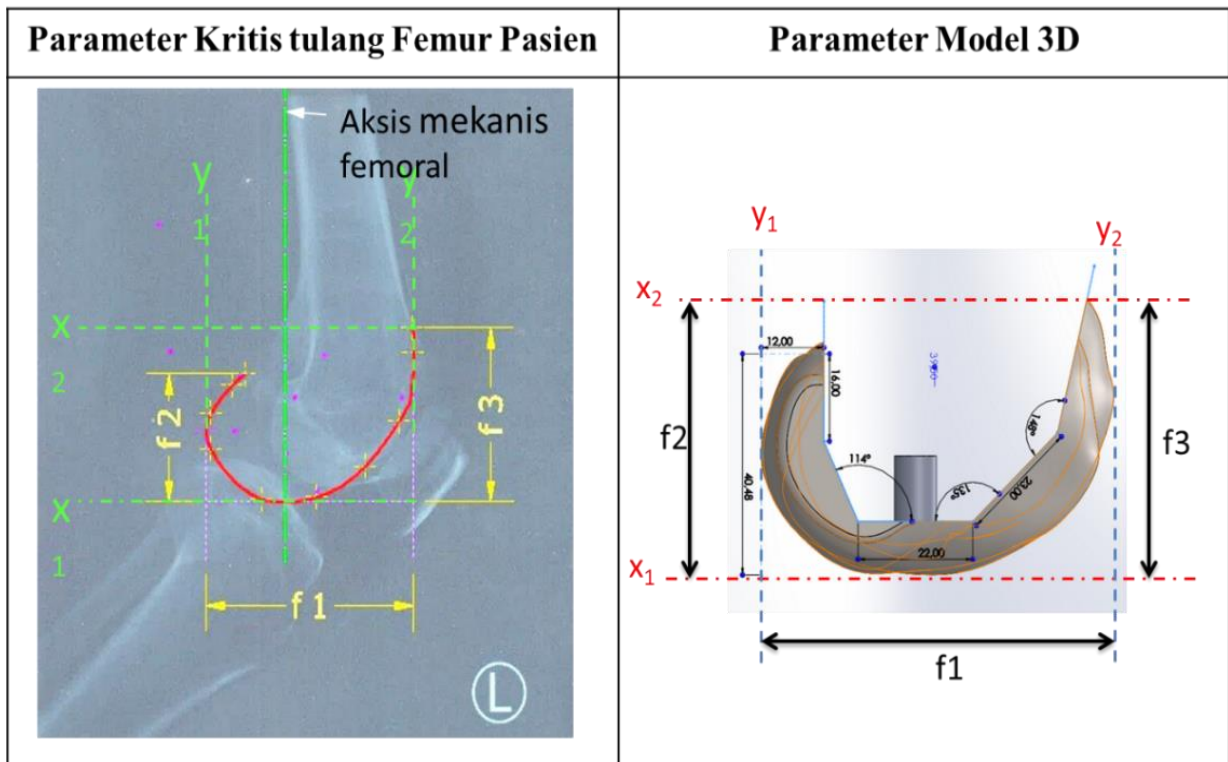 Parameter Kritis tulang Femur Pasien
Parameter Model 3D
Aksis mekanis
femoral
y
1
y
2
x
2
x
1
f 2
f 3
f 1
L
y1
y2
x2
x1
12,00
16,00
40,48
114°
135°
148°
23,00
22,00
f2
f3
f1